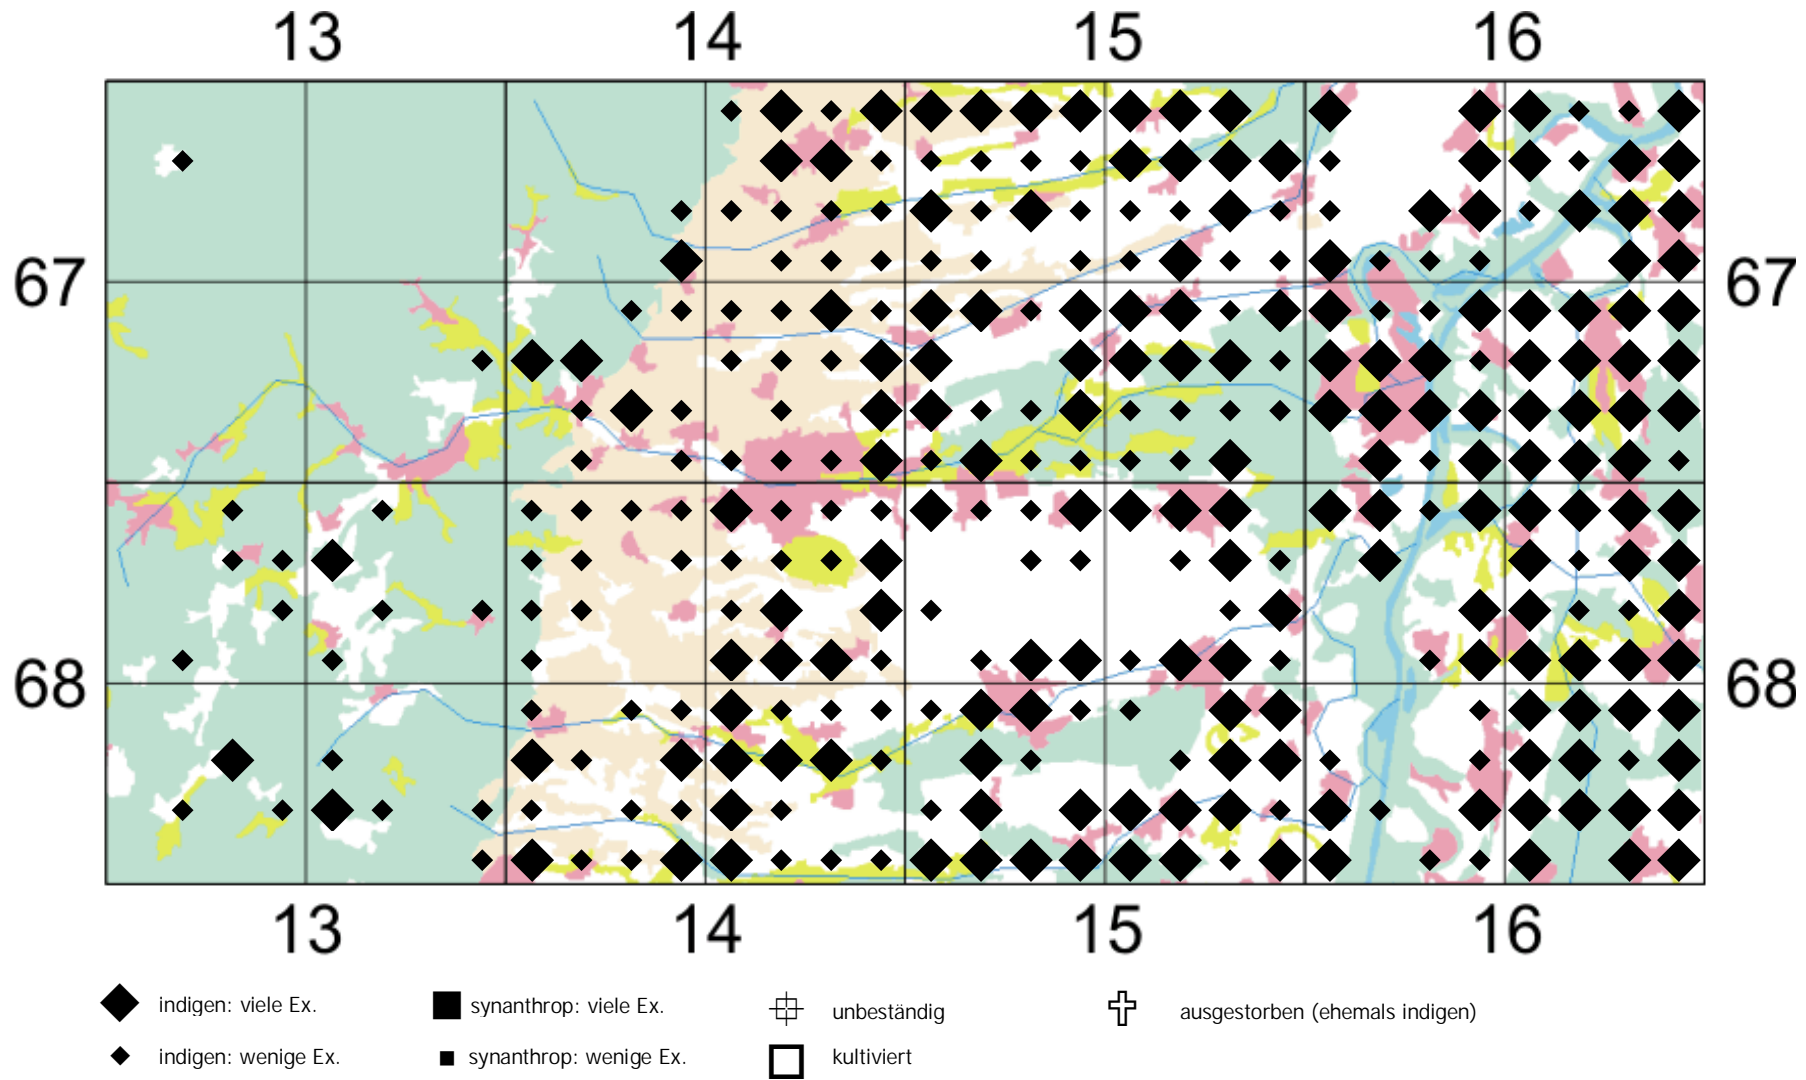 13 14 15 16
67 67
68 68
13 14 15 16
indigen: viele Ex. synanthrop: viele Ex. unbeständig ausgestorben (ehemals indigen)
indigen: wenige Ex. synanthrop: wenige Ex. kultiviert